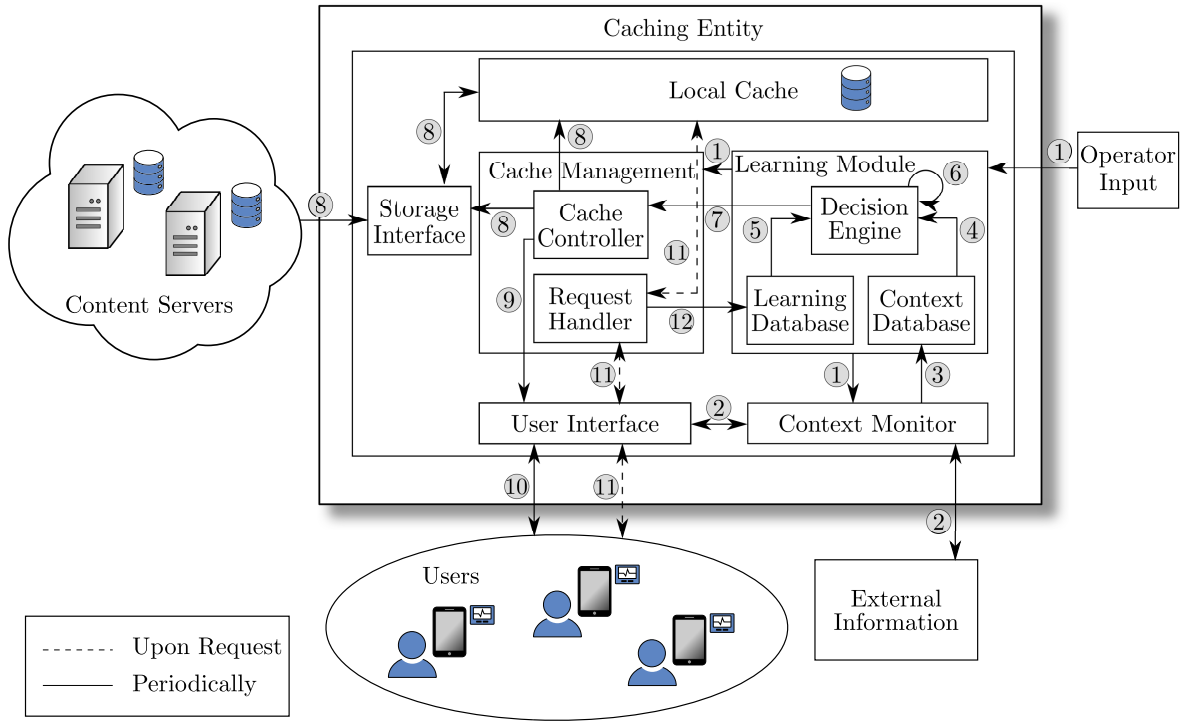 Caching Entity
Local Cache
8
8
1
1
Operator
Input
Cache Management
Learning Module
6
Content Servers
8
Storage
Interface
8
Cache
Controller
7
Decision
Engine
5
4
11
9
Request
Handler
12
Learning
Database
Context
Database
11
1
3
User Interface
2
Context Monitor
10
11
2
Users
External
Information
Upon Request
Periodically